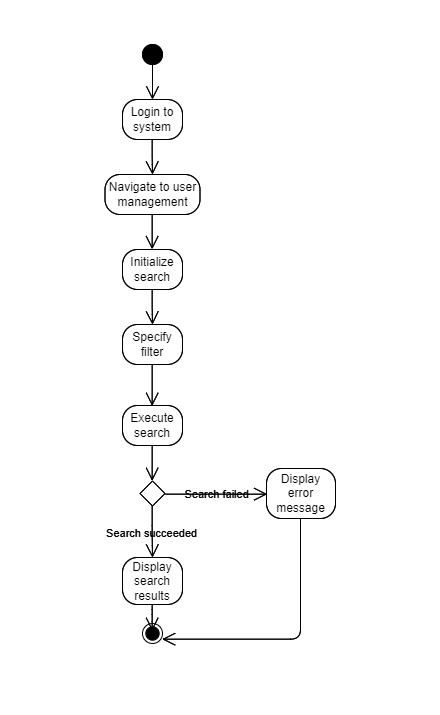 Login to
system
Navigate to user
management
Initialize
search
Specify
filter
Execute
search
Search failed
Display
error
message
Search succeeded
Display
search
results